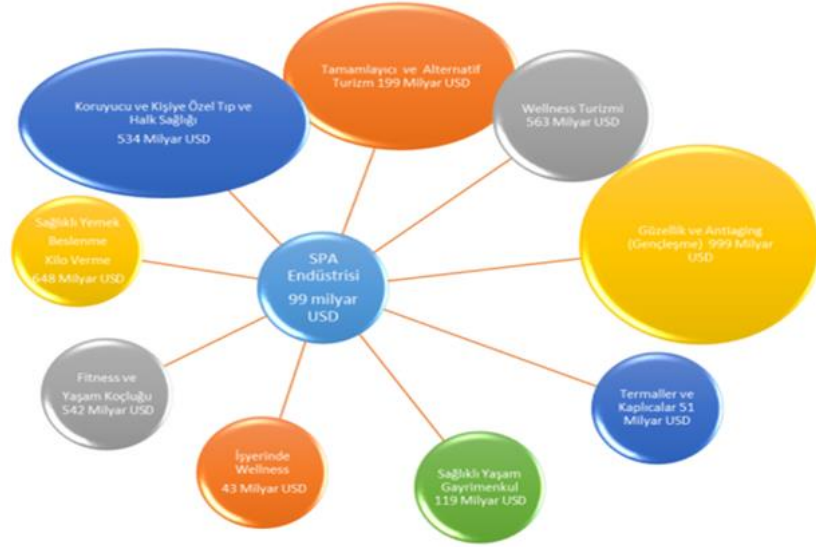 Tamamlayıcı ve Alternatif
Turizm 199 Milyar USD
Koruyucu ve Kişiye Özel Tıp ve
Halk Sağlığı
534 Milyar USD
Wellness Turizmi
563 Milyar USD
Sağlıklı Yemek
Beslenme
Kilo Verme
648 Milyar USD
SPA
Endüstrisi
99 milyar
USD
Güzellik ve Antiaging
(Gençleşme) 999 Milyar
USD
Fitness ve
Yaşam Koçluğu
542 Milyar USD
Termaller ve
Kaplıcalar 51
Milyar USD
İşyerinde
Wellness
43 Milyar USD
Sağlıklı Yaşam
Gayrimenkul
119 Milyar USD